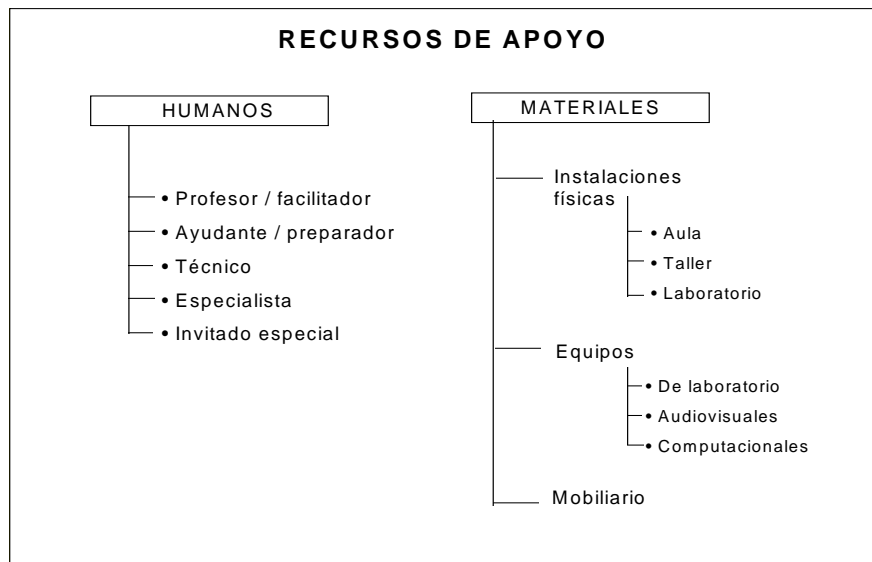 RECURSOS DE APOYO
HUMANOS
• Profesor / facilitador
• Ayudante / preparador
• Técnico
• Especialista
• Invitado especial
MATERIALES
Instalaciones
físicas
• Aula
• Taller
• Laboratorio
Equipos
• De laboratorio
• Audiovisuales
• Computacionales
Mobiliario